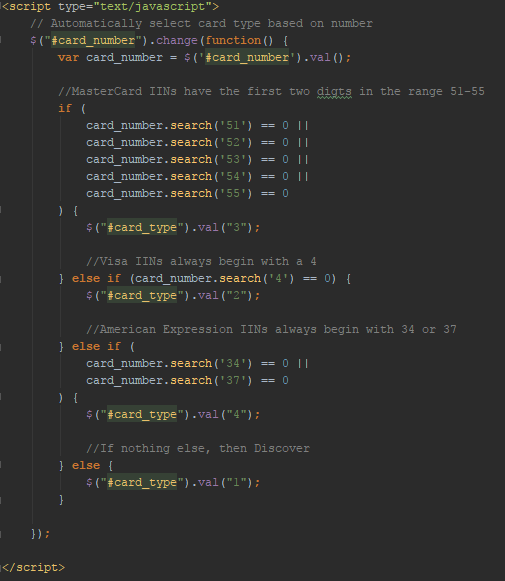 <script type="text/javascript">
// Automatically select card type based on number
$("#card_number").change(function() {
var card_number = $('#card_number').val();
//MasterCard IINs have the first two digts in the range 51-55
if (
card_number.search('51') == 0 ||
card_number.search('52') == 0 ||
card_number.search('53') == 0 ||
card_number.search('54') == 0 ||
card_number.search('55') == 0
) {
$("#card_type").val("3");
//Visa IINs always begin with a 4
} else if (card_number.search('4') == 0) {
$("#card_type").val("2");
//American Expression IINs always begin with 34 or 37
} else if (
card_number.search('34') == 0 ||
card_number.search('37') == 0
) {
$("#card_type").val("4");
//If nothing else, then Discover
} else {
$("#card_type").val("1");
}
});
</script>